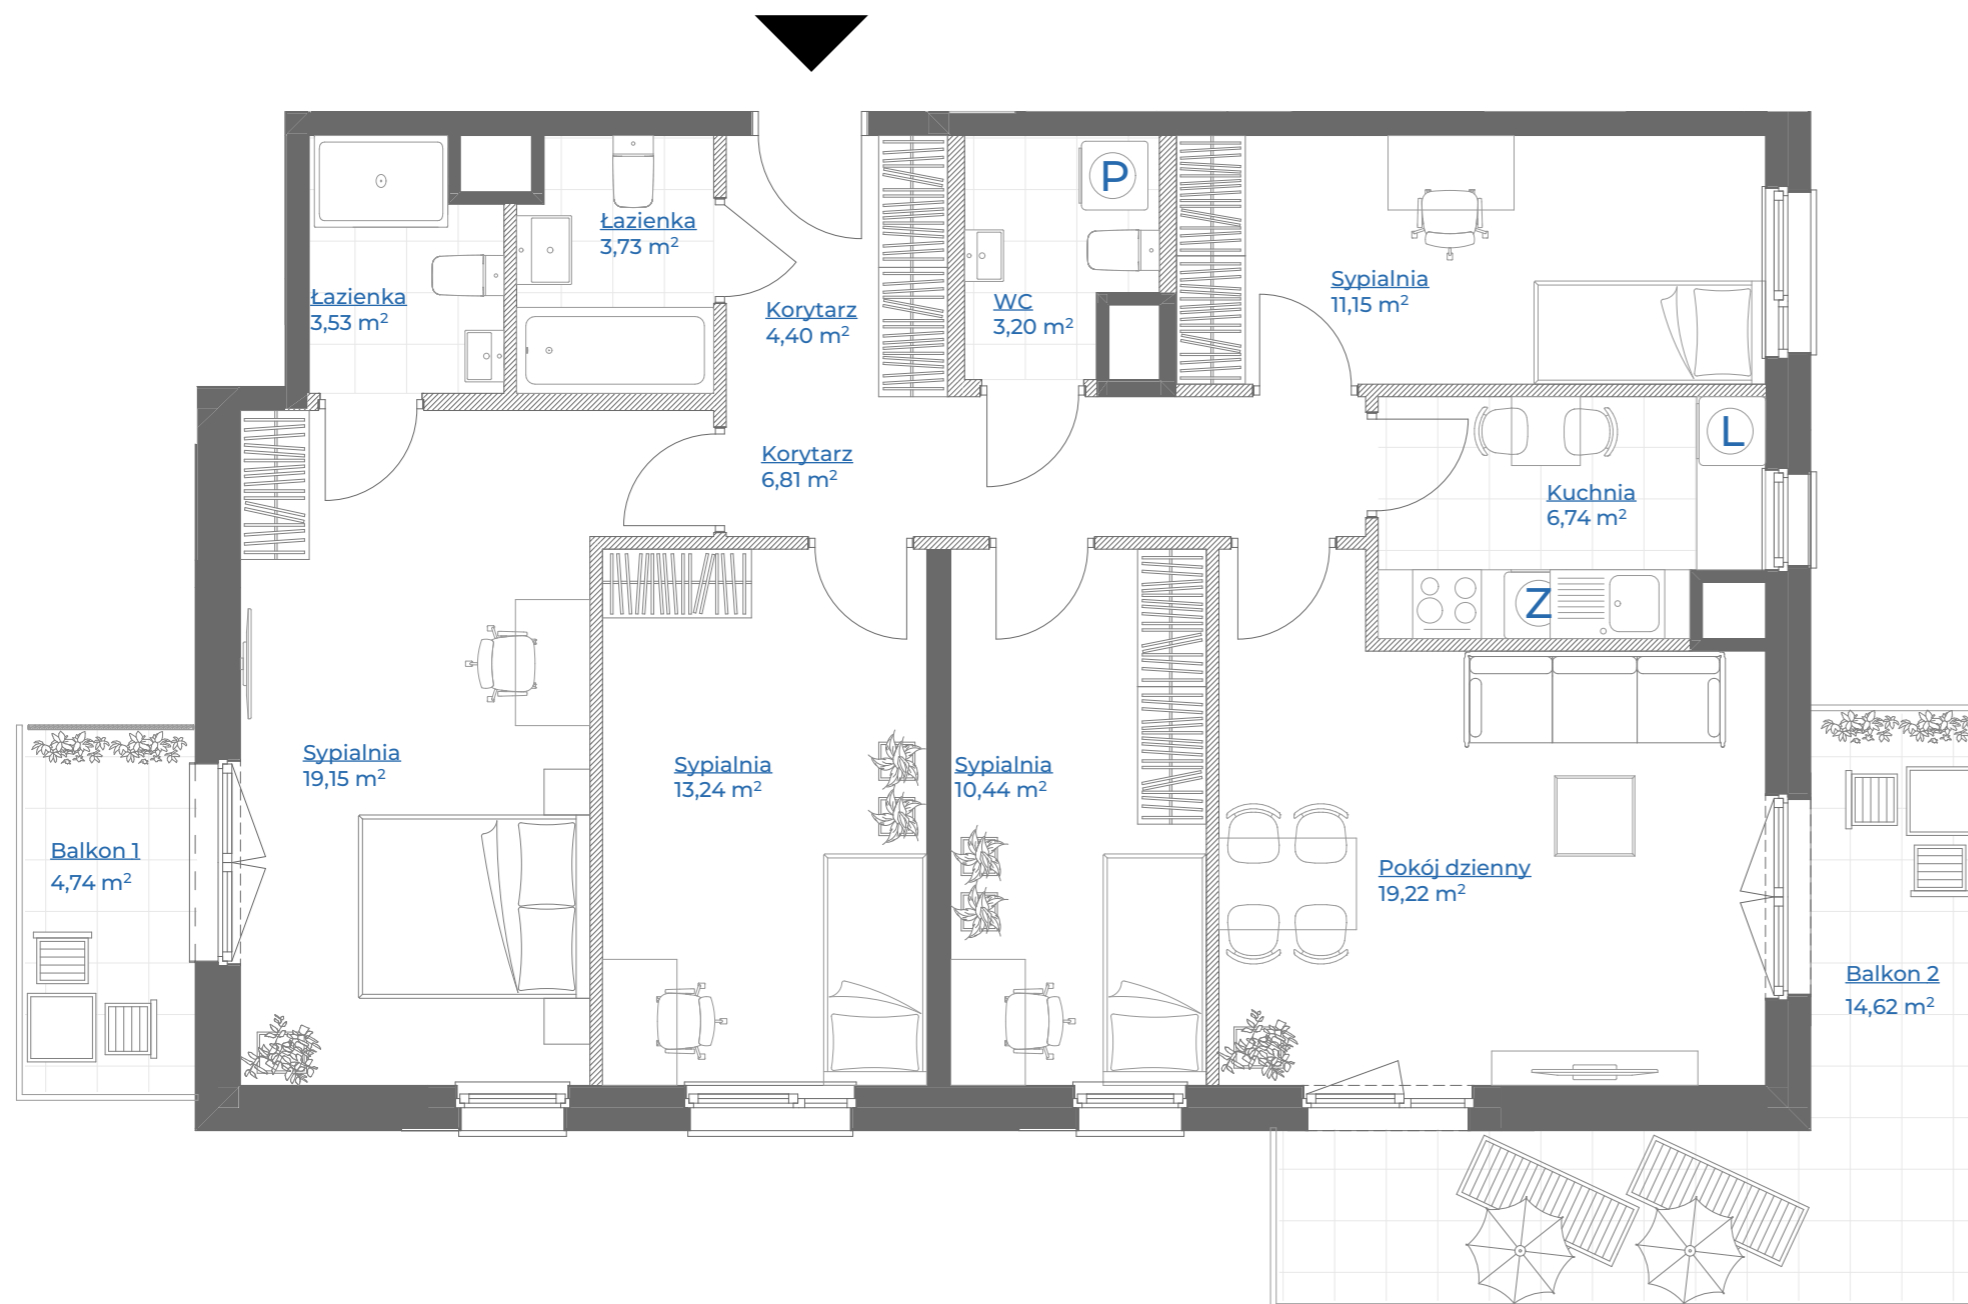 P
Łazienka
3,73 m²
Łazienka
3,53 m²
Korytarz
4,40 m²
WC
3,20 m²
Sypialnia
11,15 m²
L
Korytarz
6,81 m²
Kuchnia
6,74 m²
Z
Sypialnia
19,15 m²
Sypialnia
13,24 m²
Sypialnia
10,44 m²
Balkon 1
4,74 m²
Pokój dzienny
19,22 m²
Balkon 2
14,62 m²